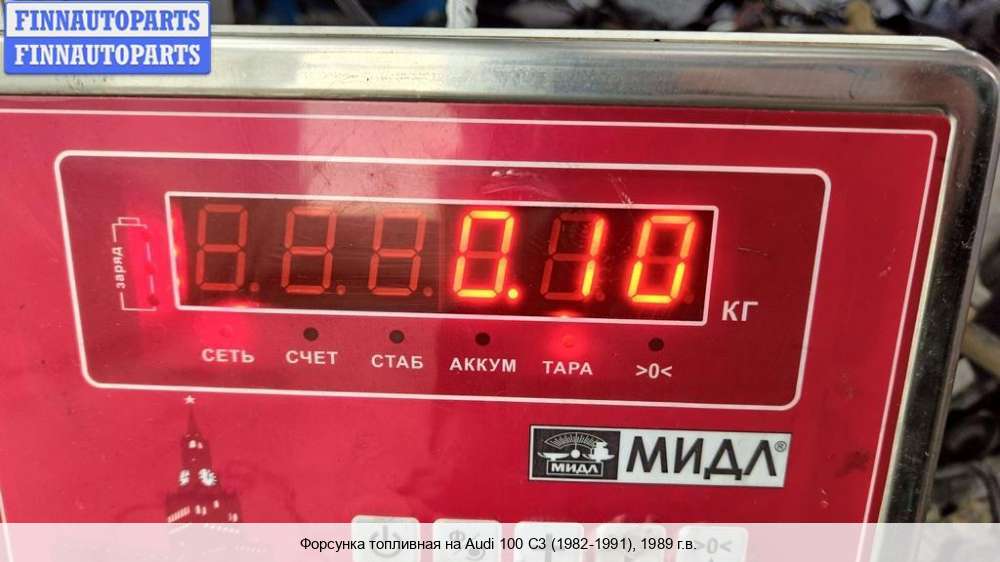 FINNAUTOPARTS
FINNAUTOPARTS
заряд
0.10
КГ
СЕТЬ СЧЕТ СТАБ АККУМ ТАРА >0<
МИДЛ МИДЛ®
>0<
Форсунка топливная на Audi 100 C3 (1982-1991), 1989 г.в.